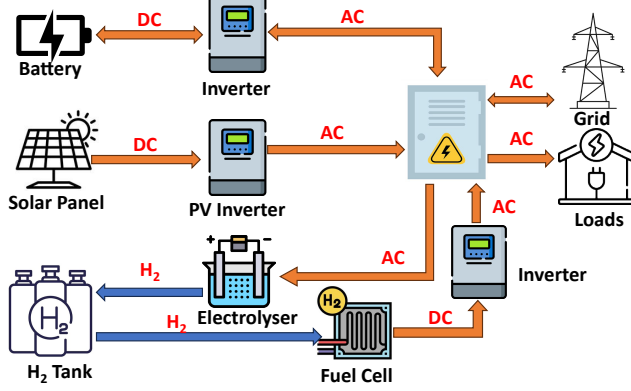 DC
AC
Battery
Inverter
AC
Grid
DC
AC
AC
Solar Panel
PV Inverter
Loads
AC
AC
+ −
Inverter
H₂
Electrolyser
H₂
H₂
H₂
DC
H₂ Tank
Fuel Cell